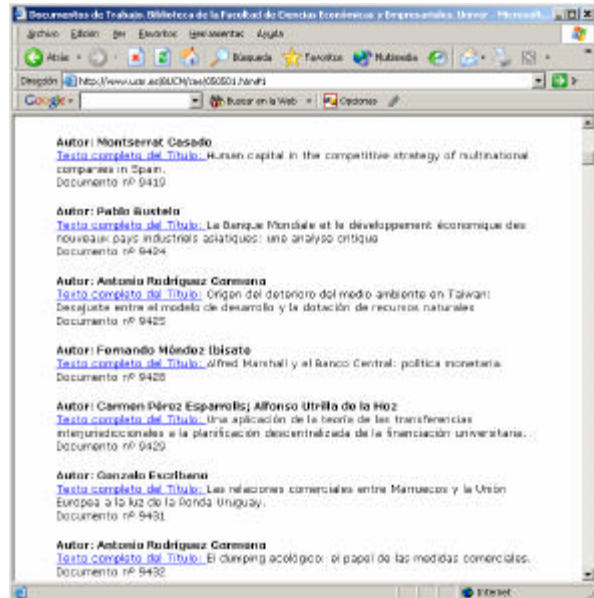 Documentos de Trabajo. Biblioteca de la Facultad de Ciencias Económicas y Empresariales. Univer - Microsoft...
Archivo Edición Ver Favoritos Herramientas Ayuda
Atrás Búsqueda Favoritos Multimedia
Dirección http://www.ucm.es/BUCM/cee/
Google Buscar en la Web Opciones
Autor: Montserrat Casado
Texto completo del Título: Human capital in the competitive strategy of multinational
companies in Spain.
Documento nº 9419
Autor: Pablo Bustelo
Texto completo del Título: La Banque Mondiale et le développement économique des
nouveaux pays industriels asiatiques: une analyse critique
Documento nº 9424
Autor: Antonio Rodríguez Carmona
Texto completo del Título: Origen del deterioro del medio ambiente en Taiwan:
Desajuste entre el modelo de desarrollo y la dotación de recursos naturales
Documento nº 9425
Autor: Fernando Méndez Ibisate
Texto completo del Título: Alfred Marshall y el Banco Central: política monetaria.
Documento nº 9428
Autor: Carmen Pérez Esparrells; Alfonso Utrilla de la Hoz
Texto completo del Título: Una aplicación de la teoría de las transferencias
interjurisdiccionales a la planificación descentralizada de la financiación universitaria.
Documento nº 9429
Autor: Gonzalo Escribano
Texto completo del Título: Las relaciones comerciales entre Marruecos y la Unión
Europea a la luz de la Ronda Uruguay.
Documento nº 9431
Autor: Antonio Rodríguez Carmona
Texto completo del Título: El dumping ecológico: el papel de las medidas comerciales.
Documento nº 9432
Internet